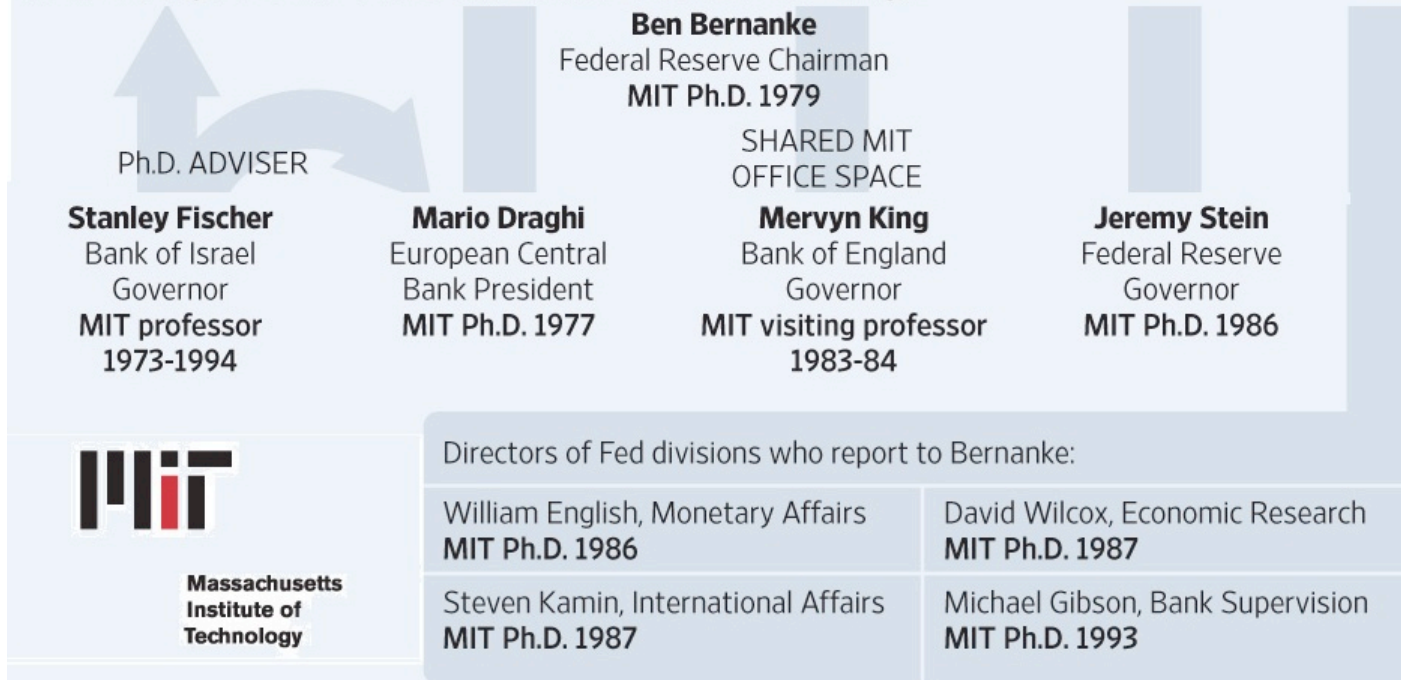 Ben Bernanke
Federal Reserve Chairman
MIT Ph.D. 1979
Ph.D. ADVISER
SHARED MIT
OFFICE SPACE
Stanley Fischer
Bank of Israel
Governor
MIT professor
1973-1994
Mario Draghi
European Central
Bank President
MIT Ph.D. 1977
Mervyn King
Bank of England
Governor
MIT visiting professor
1983-84
Jeremy Stein
Federal Reserve
Governor
MIT Ph.D. 1986
MIT
Massachusetts
Institute of
Technology
Directors of Fed divisions who report to Bernanke:
William English, Monetary Affairs
MIT Ph.D. 1986
David Wilcox, Economic Research
MIT Ph.D. 1987
Steven Kamin, International Affairs
MIT Ph.D. 1987
Michael Gibson, Bank Supervision
MIT Ph.D. 1993